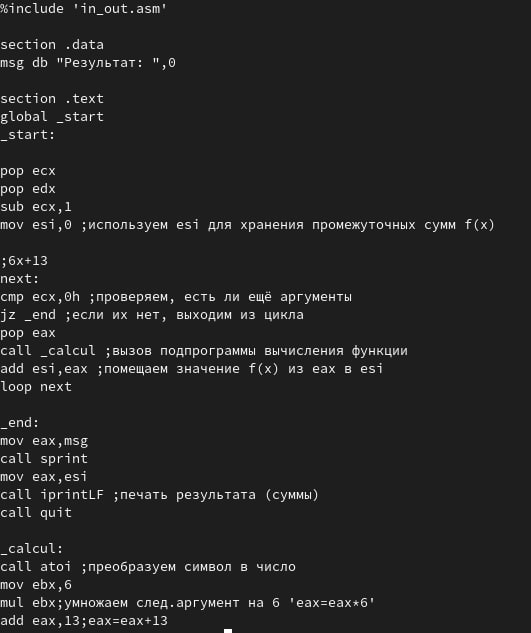 %include 'in_out.asm'
section .data
msg db "Результат: ",0
section .text
global _start
_start:
pop ecx
pop edx
sub ecx,1
mov esi,0 ;используем esi для хранения промежуточных сумм f(x)
;6x+13
next:
cmp ecx,0h ;проверяем, есть ли ещё аргументы
jz _end ;если их нет, выходим из цикла
pop eax
call _calcul ;вызов подпрограммы вычисления функции
add esi,eax ;помещаем значение f(x) из eax в esi
loop next
_end:
mov eax,msg
call sprint
mov eax,esi
call iprintLF ;печать результата (суммы)
call quit
_calcul:
call atoi ;преобразуем символ в число
mov ebx,6
mul ebx;умножаем след.аргумент на 6 'eax=eax*6'
add eax,13;eax=eax+13